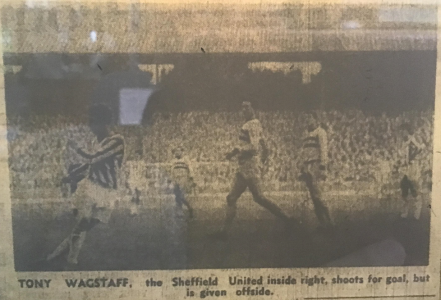 TONY WAGSTAFF, the Sheffield United inside right, shoots for goal, but
is given offside.